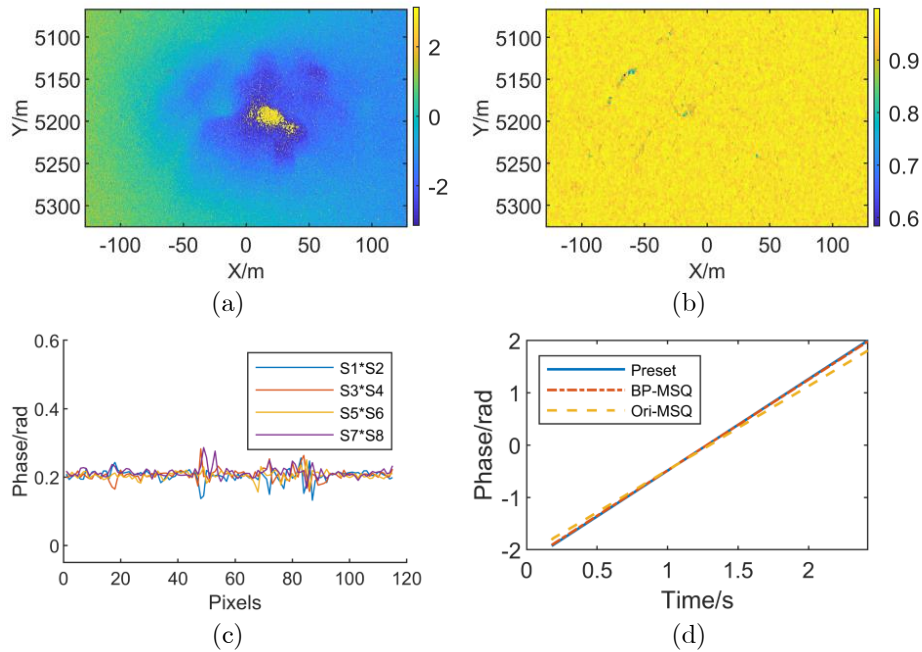 5100
5150
5200
5250
5300
Y/m
-100 -50 0 50 100
X/m
2
0
-2
(a)
5100
5150
5200
5250
5300
Y/m
-100 -50 0 50 100
X/m
0.9
0.8
0.7
0.6
(b)
0.6
0.4
0.2
0
Phase/rad
S1*S2
S3*S4
S5*S6
S7*S8
0 20 40 60 80 100 120
Pixels
(c)
2
1
0
-1
-2
Phase/rad
Preset
BP-MSQ
Ori-MSQ
0 0.5 1 1.5 2
Time/s
(d)